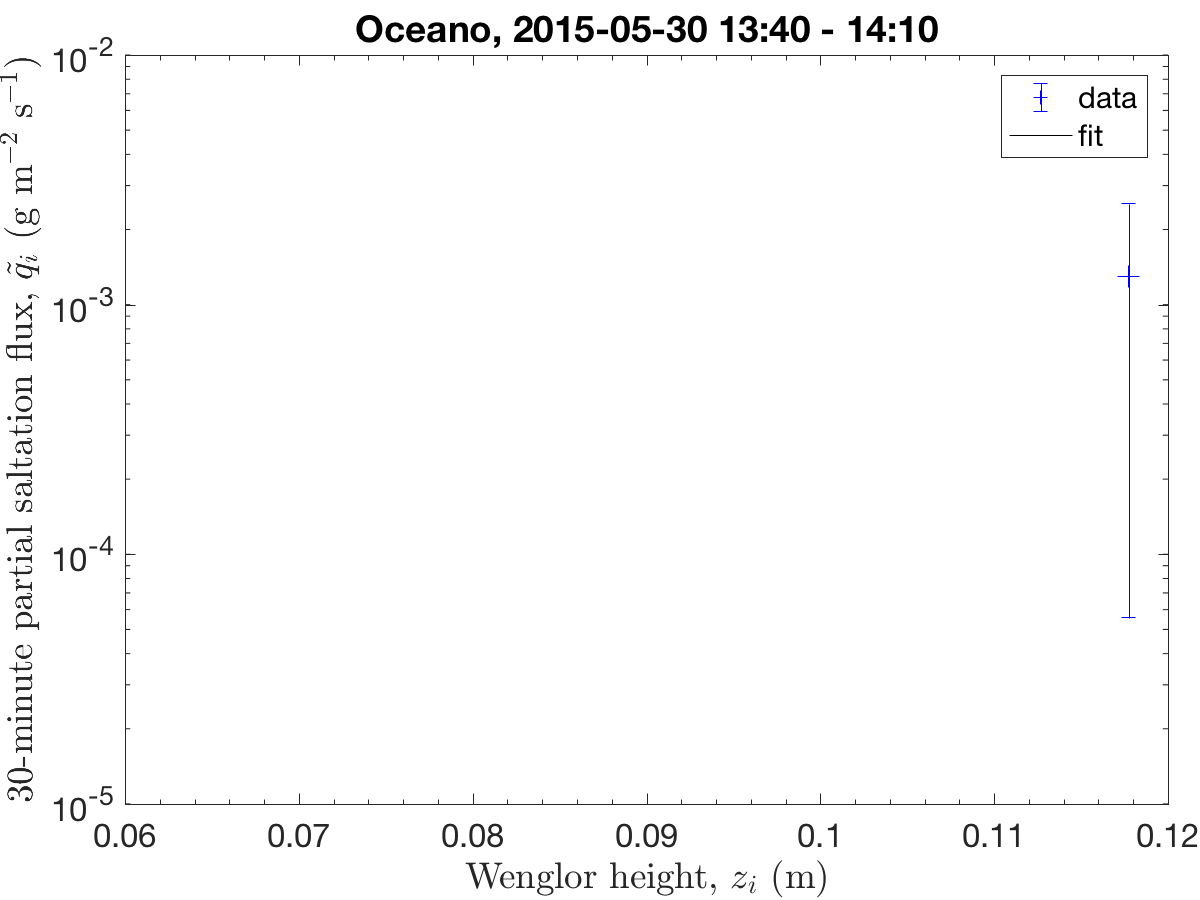 Oceano, 2015-05-30 13:40 - 14:10
30-minute partial saltation flux, q̃ᵢ (g m⁻² s⁻¹)
10⁻²
10⁻³
10⁻⁴
10⁻⁵
data
fit
0.06 0.07 0.08 0.09 0.1 0.11 0.12
Wenglor height, zᵢ (m)